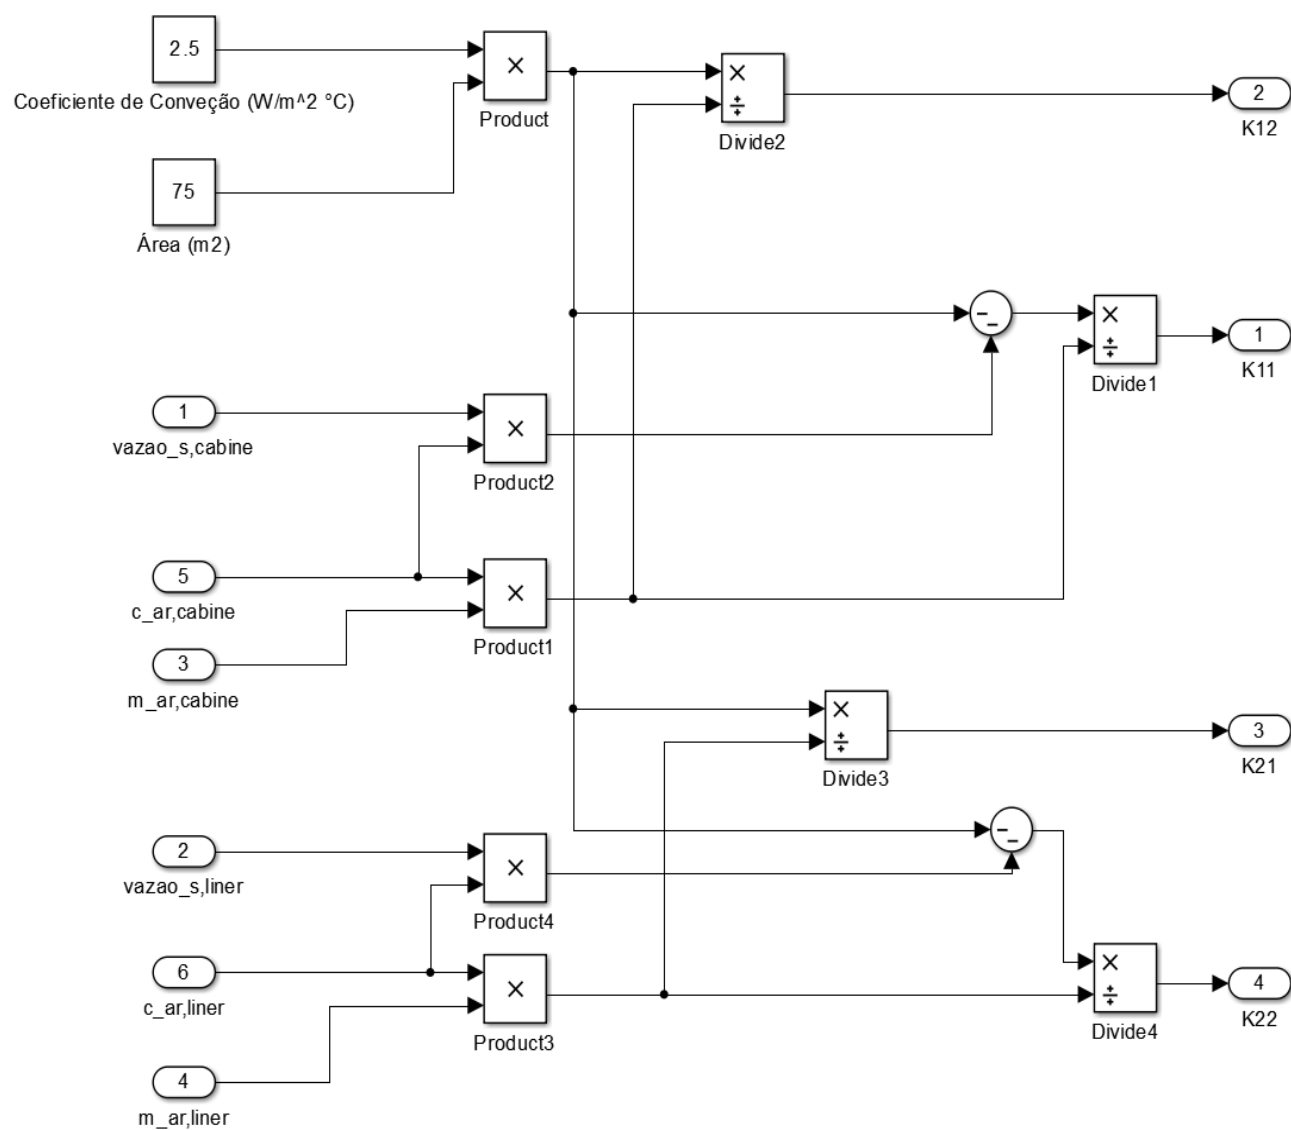 2.5
Coeficiente de Conveção (W/m^2 °C)
×
Product
×
÷
Divide2
2
K12
75
Área (m2)
−
−
×
÷
Divide1
1
K11
1
vazao_s,cabine
×
Product2
5
c_ar,cabine
×
Product1
3
m_ar,cabine
×
÷
Divide3
3
K21
−
−
2
vazao_s,liner
×
Product4
6
c_ar,liner
×
Product3
×
÷
Divide4
4
K22
4
m_ar,liner